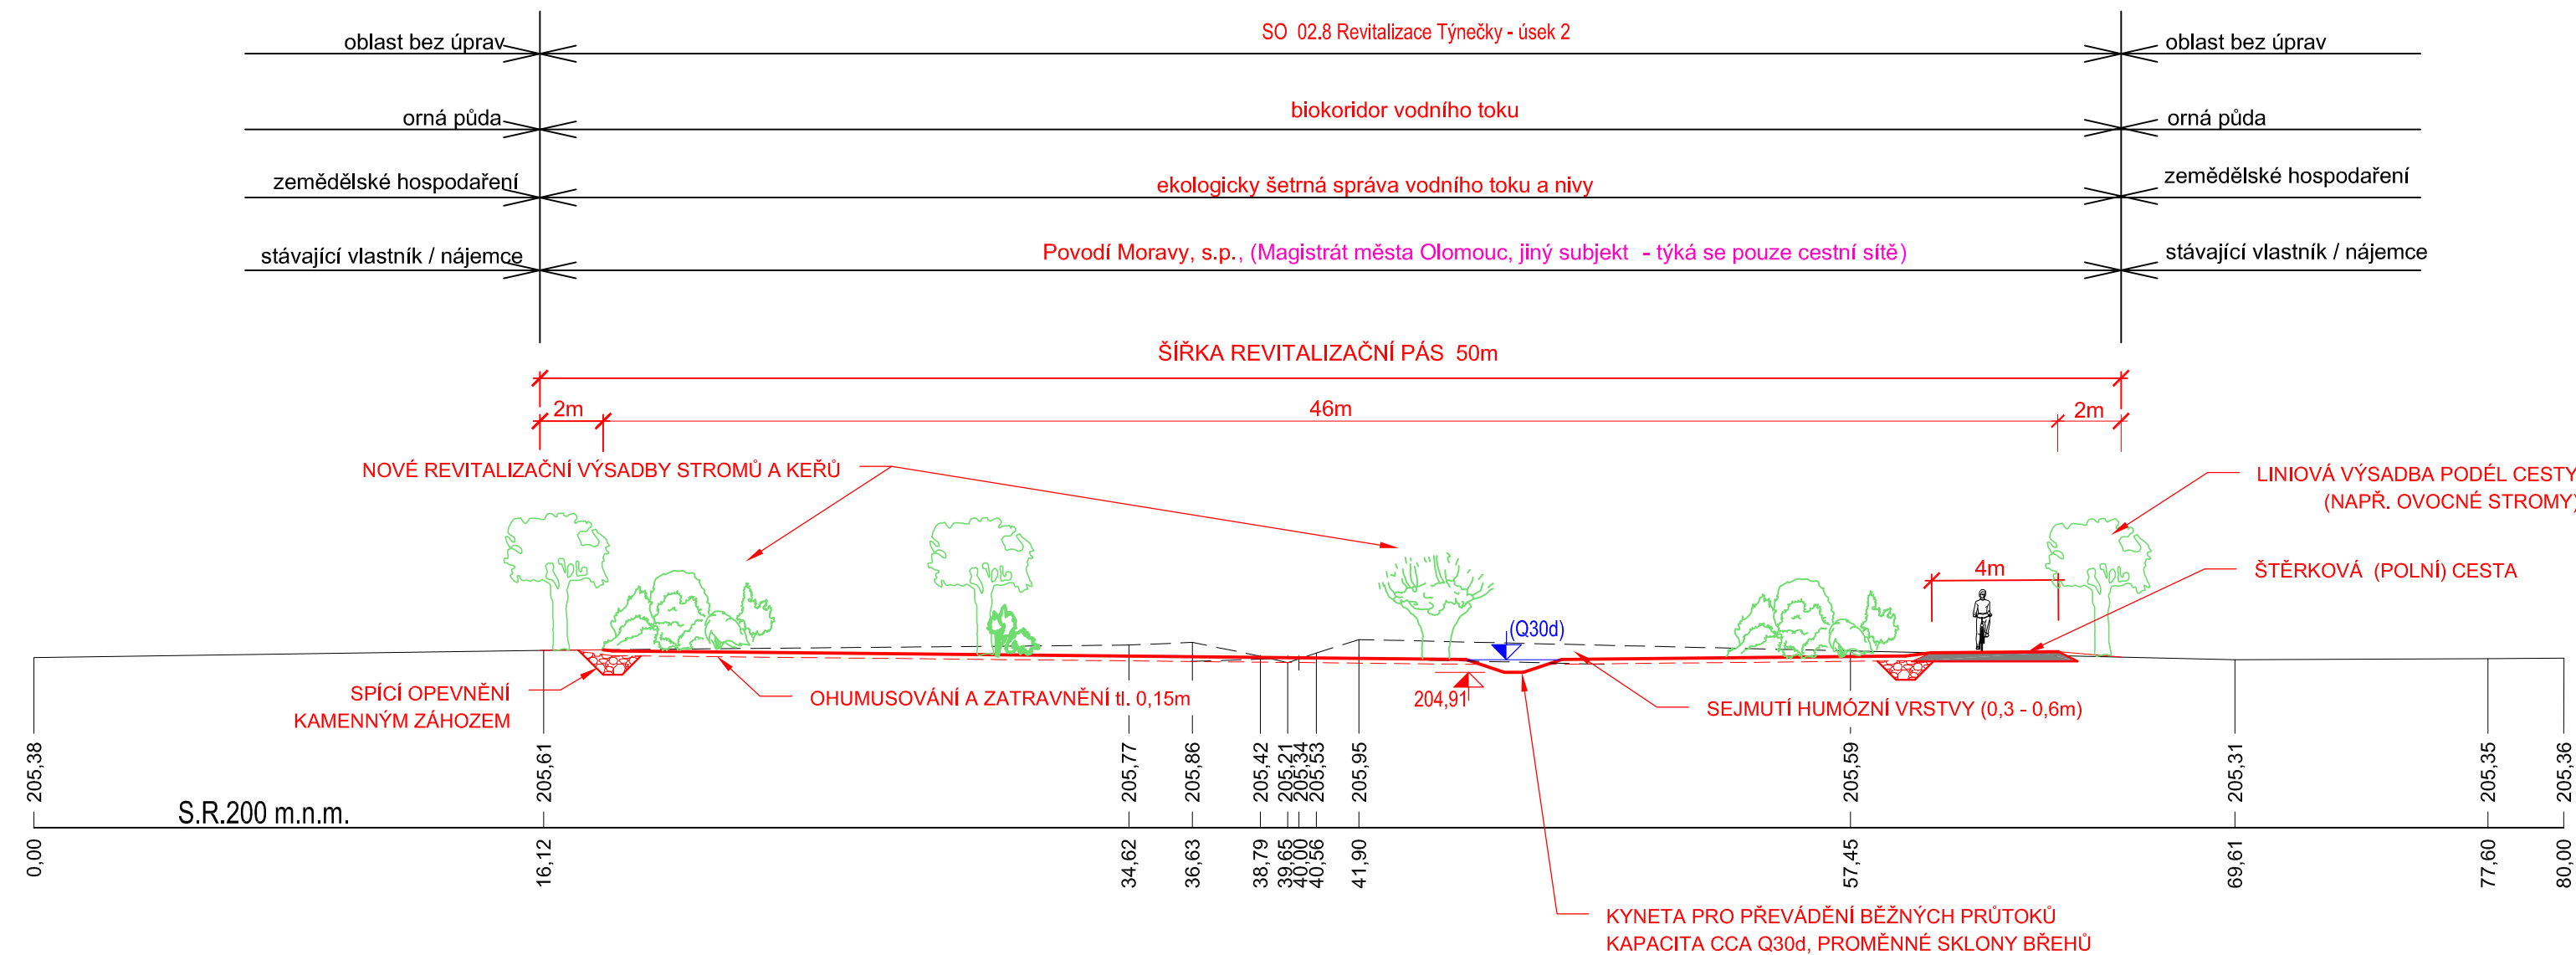 oblast bez úprav
SO 02.8 Revitalizace Týnečky - úsek 2
oblast bez úprav
orná půda
biokoridor vodního toku
orná půda
zemědělské hospodaření
ekologicky šetrná správa vodního toku a nivy
zemědělské hospodaření
stávající vlastník / nájemce
Povodí Moravy, s.p., (Magistrát města Olomouc, jiný subjekt - týká se pouze cestní sítě)
stávající vlastník / nájemce
ŠÍŘKA REVITALIZAČNÍ PÁS 50m
2m
46m
2m
NOVÉ REVITALIZAČNÍ VÝSADBY STROMŮ A KEŘŮ
LINIOVÁ VÝSADBA PODÉL CESTY
(NAPŘ. OVOCNÉ STROMY)
4m
ŠTĚRKOVÁ (POLNÍ) CESTA
(Q30d)
SPÍCÍ OPEVNĚNÍ
KAMENNÝM ZÁHOZEM
OHUMUSOVÁNÍ A ZATRAVNĚNÍ tl. 0,15m
204,91
SEJMUTÍ HUMÓZNÍ VRSTVY (0,3 - 0,6m)
205,38
205,61
205,77
205,86
205,42
205,21
205,34
205,53
205,95
205,59
205,31
205,35
205,36
S.R.200 m.n.m.
0,00
16,12
34,62
36,63
38,79
39,65
40,00
40,56
41,90
57,45
69,61
77,60
80,00
KYNETA PRO PŘEVÁDĚNÍ BĚŽNÝCH PRŮTOKŮ
KAPACITA CCA Q30d, PROMĚNNÉ SKLONY BŘEHŮ